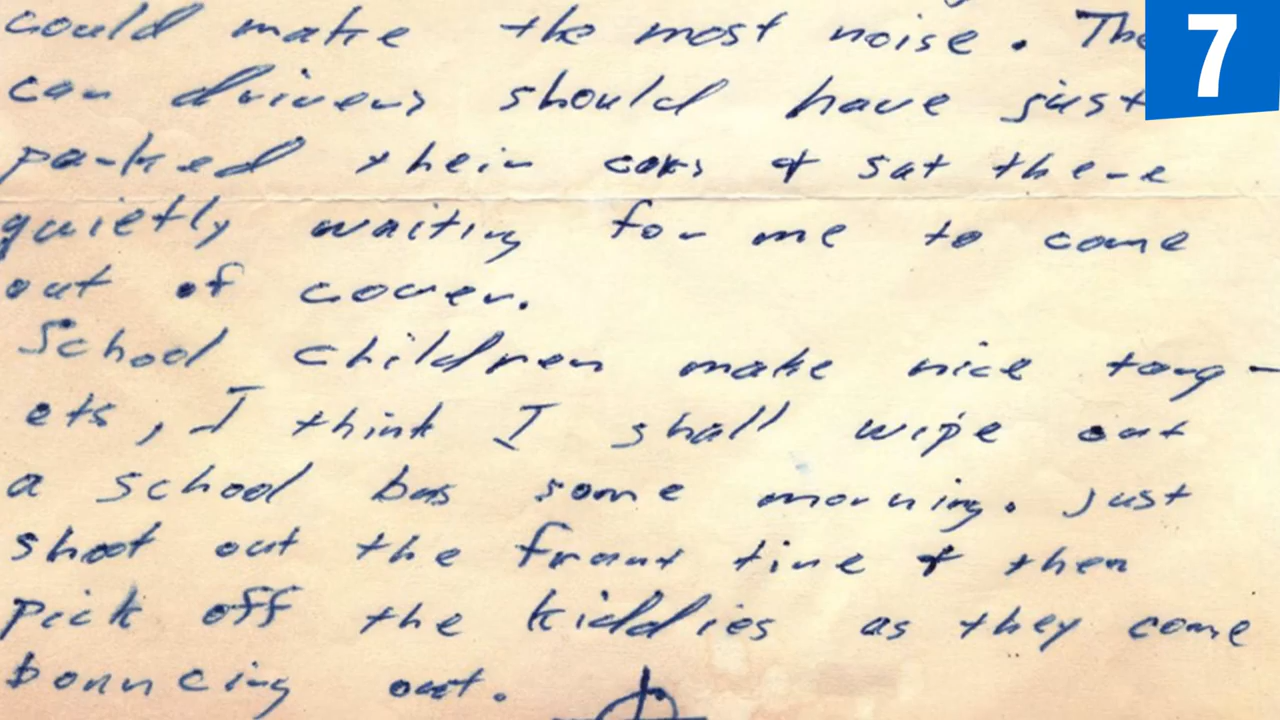 could make the most noise. The
7
car drivers should have just
parked their cars & sat there
quietly waiting for me to come
out of cover.
School children make nice targ-
ets, I think I shall wipe out
a school bus some morning. Just
shoot out the front tire & then
pick off the kiddies as they come
bouncing out.